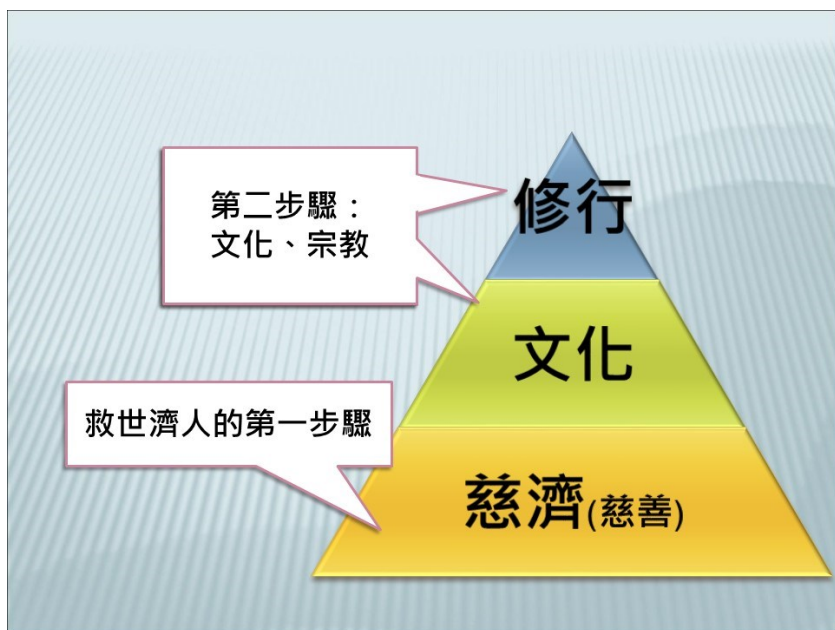 第二步驟：
文化、宗教
修行
文化
救世濟人的第一步驟
慈濟(慈善)